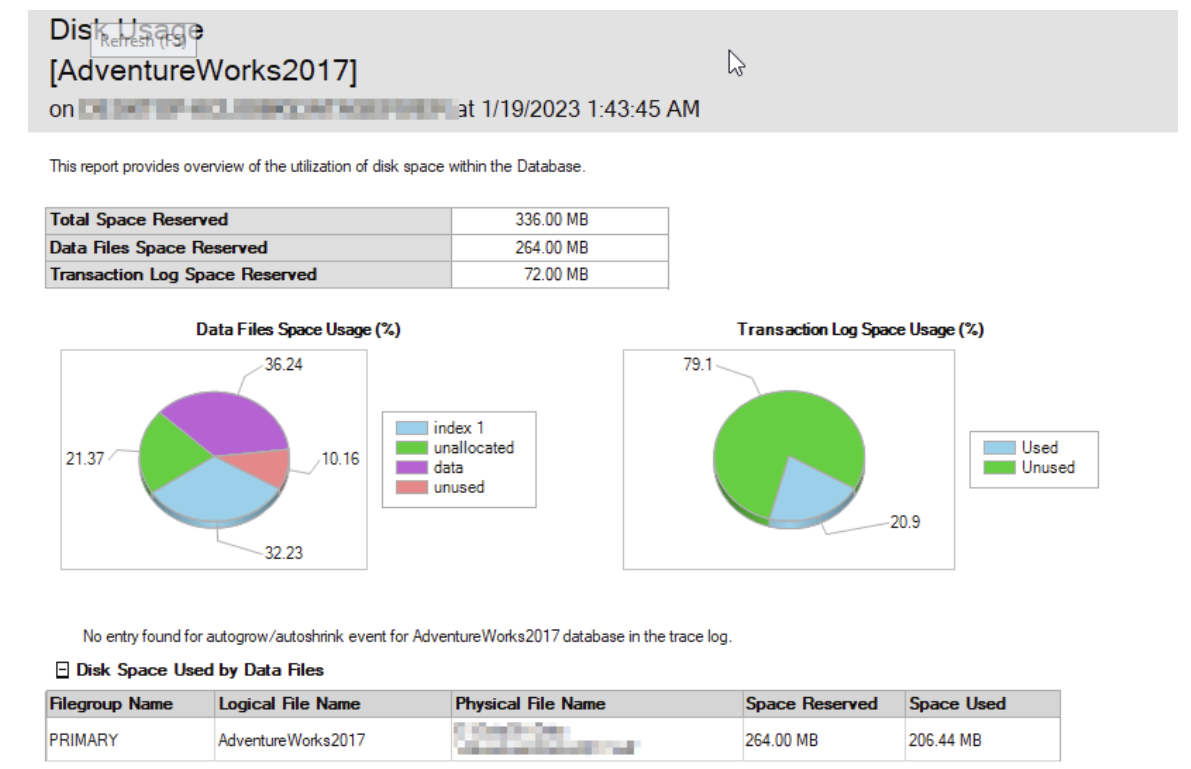 Disk Usage
Refresh (F5)
[AdventureWorks2017]
on at 1/19/2023 1:43:45 AM
This report provides overview of the utilization of disk space within the Database.
Total Space Reserved 336.00 MB
Data Files Space Reserved 264.00 MB
Transaction Log Space Reserved 72.00 MB
Data Files Space Usage (%)
36.24
21.37
10.16
32.23
index 1
unallocated
data
unused
Transaction Log Space Usage (%)
79.1
20.9
Used
Unused
No entry found for autogrow/autoshrink event for AdventureWorks2017 database in the trace log.
Disk Space Used by Data Files
Filegroup Name Logical File Name Physical File Name Space Reserved Space Used
PRIMARY AdventureWorks2017 264.00 MB 206.44 MB